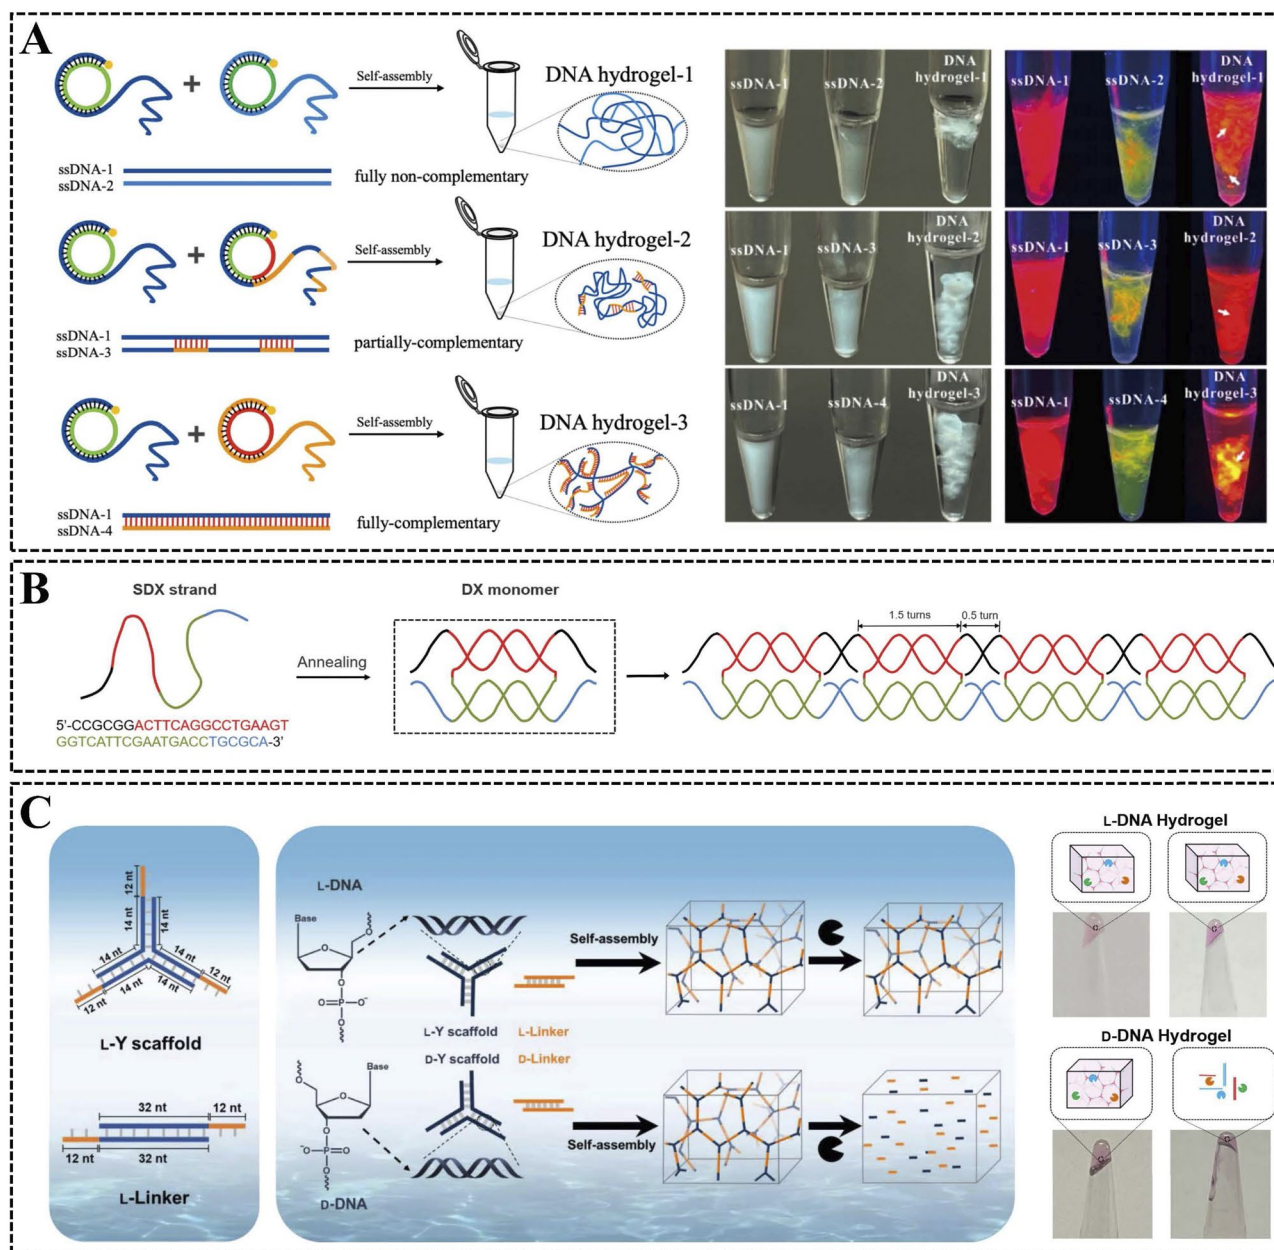 A
Self-assembly
DNA hydrogel-1
ssDNA-1
ssDNA-2
fully non-complementary
Self-assembly
DNA hydrogel-2
ssDNA-1
ssDNA-3
partially-complementary
Self-assembly
DNA hydrogel-3
ssDNA-1
ssDNA-4
fully-complementary
ssDNA-1
ssDNA-2
DNA
hydrogel-1
ssDNA-1
ssDNA-3
DNA
hydrogel-2
ssDNA-1
ssDNA-4
DNA
hydrogel-3
ssDNA-1
ssDNA-2
DNA
hydrogel-1
ssDNA-1
ssDNA-3
DNA
hydrogel-2
ssDNA-1
ssDNA-4
DNA
hydrogel-3
B
SDX strand
5'-CCGCGGACTTCAGGCCTGAAGT
GGTCATTCGAATGACCTGCGCA-3'
Annealing
DX monomer
1.5 turns
0.5 turn
C
12 nt
14 nt
14 nt
14 nt
14 nt
12 nt
12 nt
14 nt
14 nt
L-Y scaffold
32 nt
12 nt
12 nt
32 nt
L-Linker
L-DNA
Base
O
O
O
O=P-O⁻
O
L-Y scaffold
L-Linker
Self-assembly
D-Y scaffold
D-Linker
Base
O
O
O
⁻O-P=O
O
D-DNA
Self-assembly
L-DNA Hydrogel
D-DNA Hydrogel